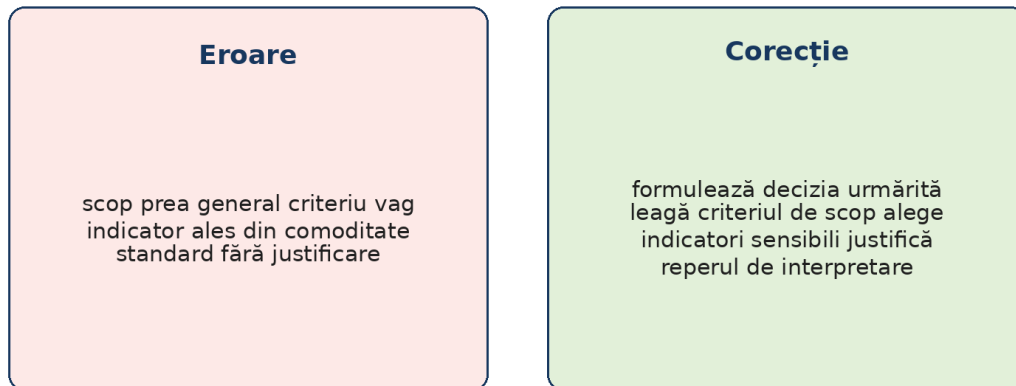 Eroare
scop prea general criteriu vag
indicator ales din comoditate
standard fără justificare
Corecție
formulează decizia urmărită
leagă criteriul de scop alege
indicatori sensibili justifică
reperul de interpretare